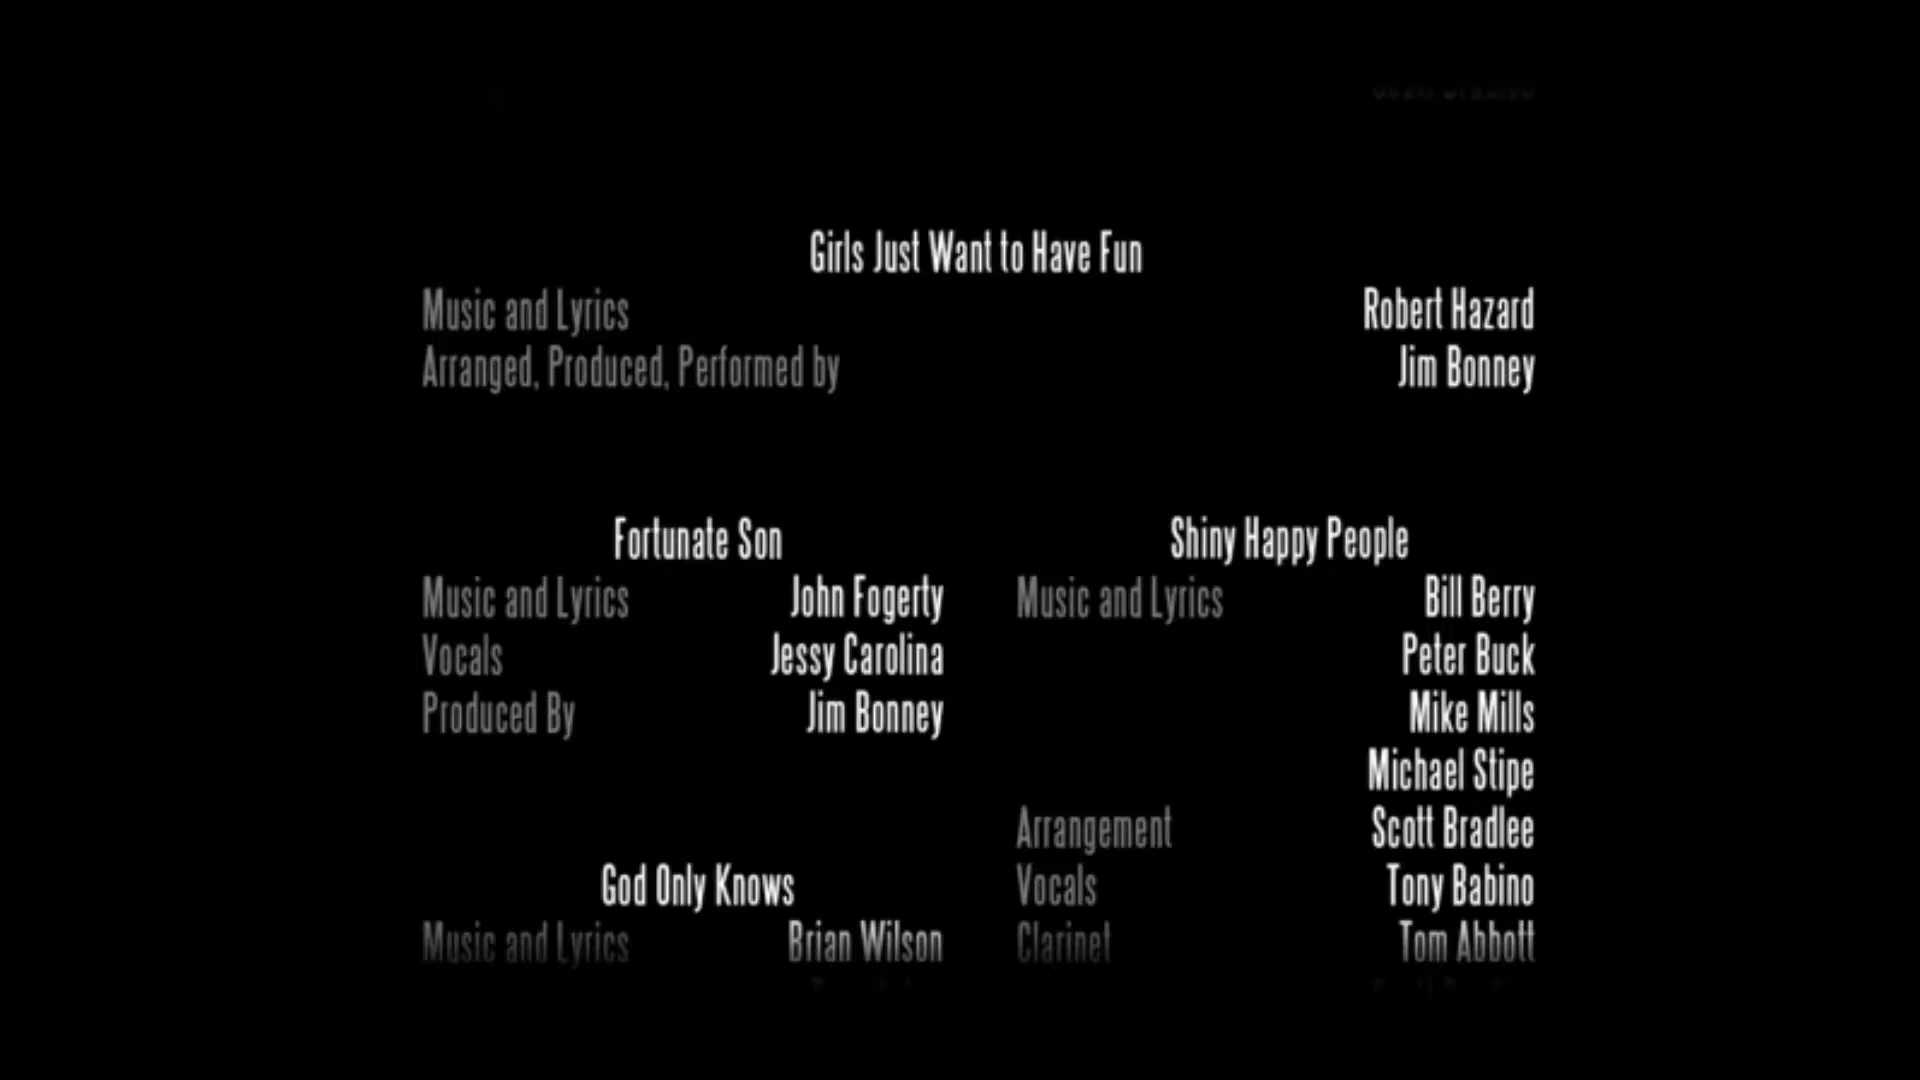 Girls Just Want to Have Fun
Music and Lyrics Robert Hazard
Arranged, Produced, Performed by Jim Bonney
Fortunate Son
Music and Lyrics John Fogerty
Vocals Jessy Carolina
Produced By Jim Bonney
God Only Knows
Music and Lyrics Brian Wilson
Shiny Happy People
Music and Lyrics Bill Berry
Peter Buck
Mike Mills
Michael Stipe
Arrangement Scott Bradlee
Vocals Tony Babino
Clarinet Tom Abbott